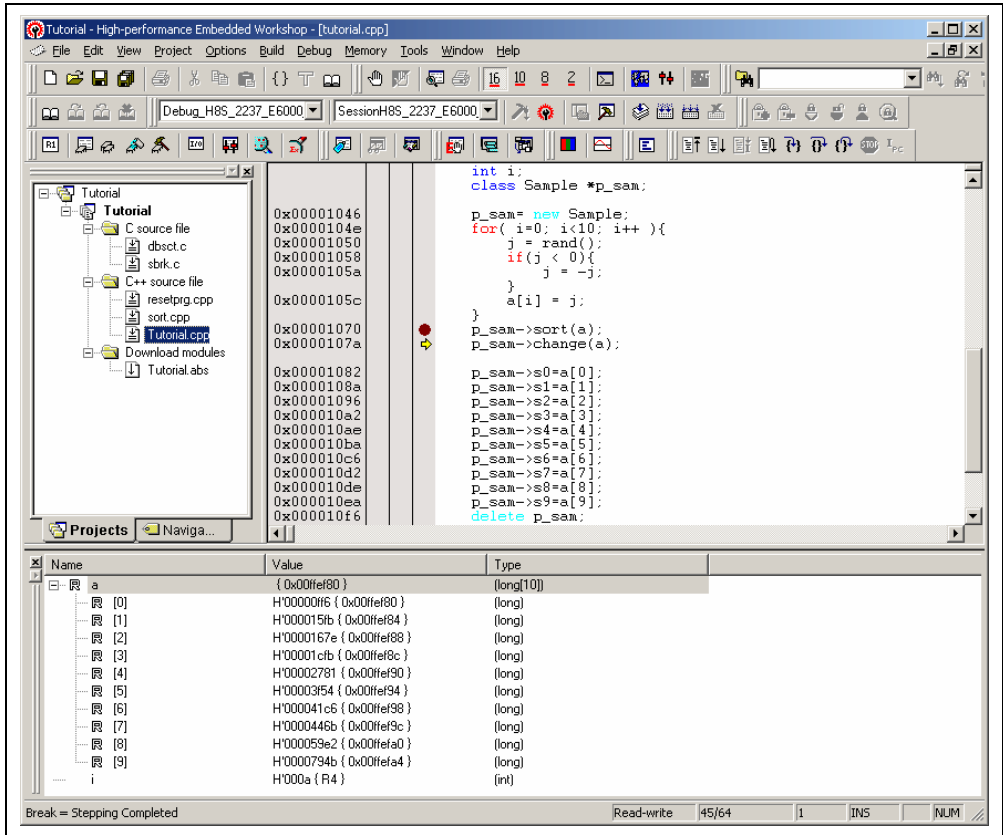 Tutorial - High-performance Embedded Workshop - [tutorial.cpp]
File Edit View Project Options Build Debug Memory Tools Window Help
16 10 8 2
Debug_H8S_2237_E6000 SessionH8S_2237_E6000
R1 I/O STOP IPC
Tutorial
Tutorial
C source file
dbsct.c
sbrk.c
C++ source file
resetprg.cpp
sort.cpp
Tutorial.cpp
Download modules
Tutorial.abs
Projects Naviga...
int i;
class Sample *p_sam;
0x00001046 p_sam= new Sample;
0x0000104e for( i=0; i<10; i++ ){
0x00001050 j = rand();
0x00001058 if(j < 0){
0x0000105a j = -j;
}
0x0000105c a[i] = j;
}
0x00001070 p_sam->sort(a);
0x0000107a p_sam->change(a);
0x00001082 p_sam->s0=a[0];
0x0000108a p_sam->s1=a[1];
0x00001096 p_sam->s2=a[2];
0x000010a2 p_sam->s3=a[3];
0x000010ae p_sam->s4=a[4];
0x000010ba p_sam->s5=a[5];
0x000010c6 p_sam->s6=a[6];
0x000010d2 p_sam->s7=a[7];
0x000010de p_sam->s8=a[8];
0x000010ea p_sam->s9=a[9];
0x000010f6 delete p_sam;
Name Value Type
R a { 0x00ffef80 } (long[10])
R [0] H'00000ff6 { 0x00ffef80 } (long)
R [1] H'000015fb { 0x00ffef84 } (long)
R [2] H'0000167e { 0x00ffef88 } (long)
R [3] H'00001cfb { 0x00ffef8c } (long)
R [4] H'00002781 { 0x00ffef90 } (long)
R [5] H'00003f54 { 0x00ffef94 } (long)
R [6] H'000041c6 { 0x00ffef98 } (long)
R [7] H'0000446b { 0x00ffef9c } (long)
R [8] H'000059e2 { 0x00ffefa0 } (long)
R [9] H'0000794b { 0x00ffefa4 } (long)
i H'000a { R4 } (int)
Break = Stepping Completed Read-write 45/64 1 INS NUM